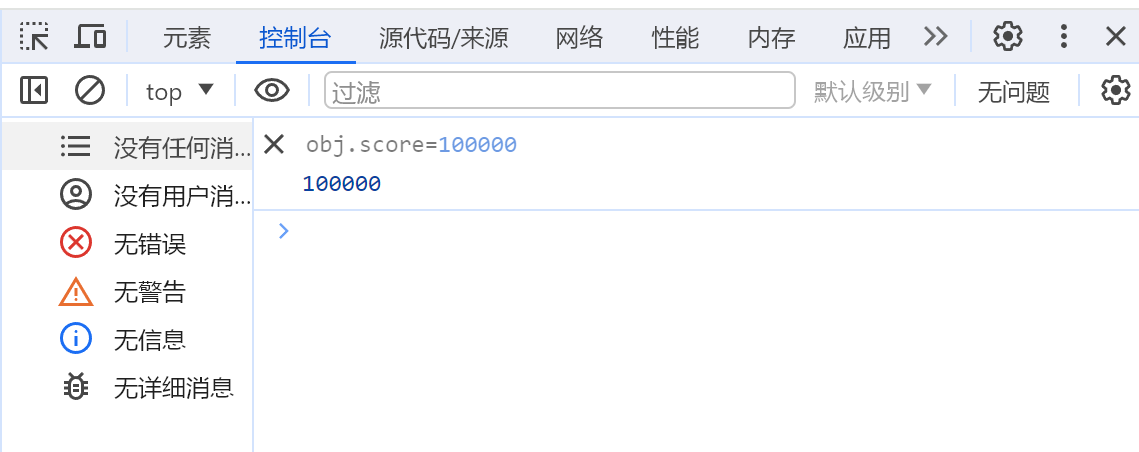 元素 控制台 源代码/来源 网络 性能 内存 应用
top 过滤 默认级别 无问题
没有任何消...
没有用户消...
无错误
无警告
无信息
无详细消息
obj.score=100000
100000